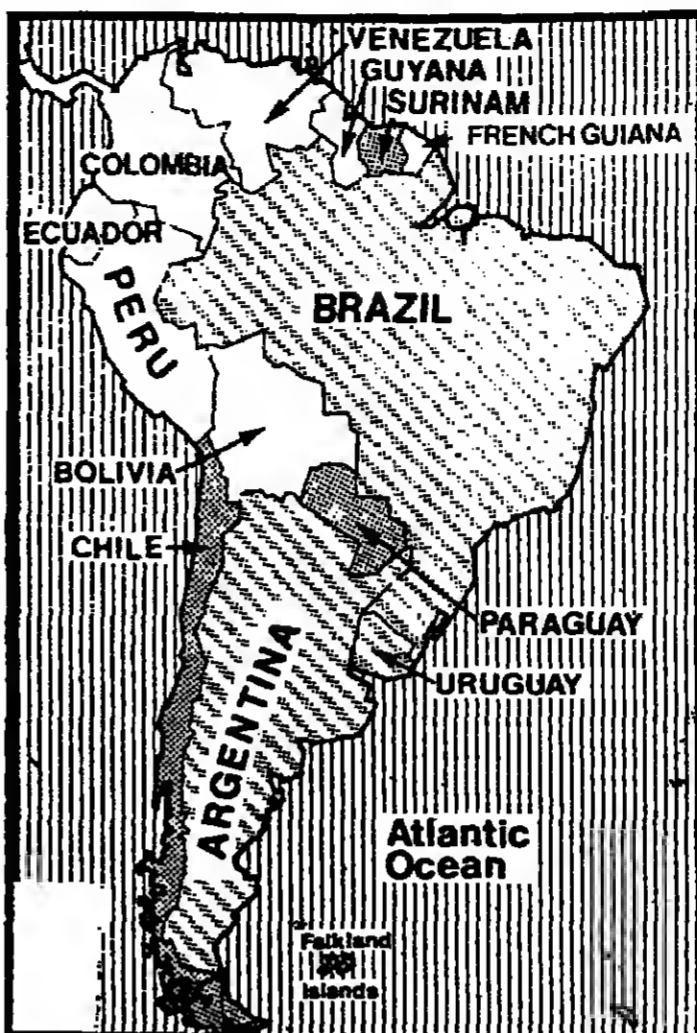 VENEZUELA
GUYANA
SURINAM
FRENCH GUIANA
COLOMBIA
ECUADOR
PERU
BRAZIL
BOLIVIA
CHILE
PARAGUAY
URUGUAY
ARGENTINA
Atlantic
Ocean
Falkland
Islands